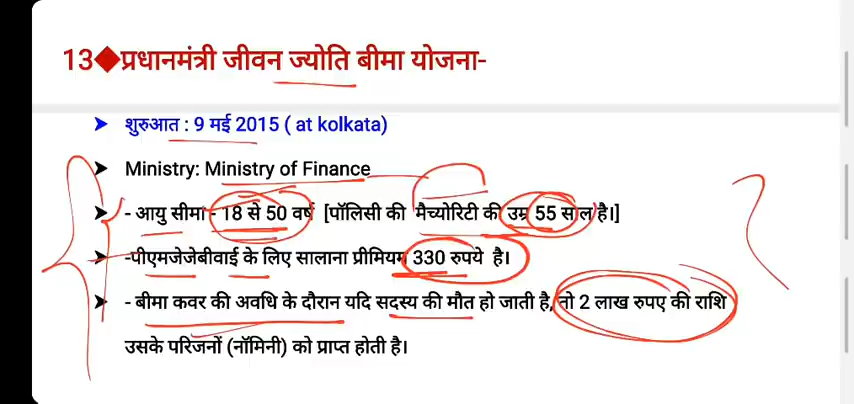 13◆प्रधानमंत्री जीवन ज्योति बीमा योजना-
➤ शुरुआत : 9 मई 2015 ( at kolkata)
➤ Ministry: Ministry of Finance
➤ - आयु सीमा - 18 से 50 वर्ष [पॉलिसी की मैच्योरिटी की उम्र 55 साल है।]
➤ -पीएमजेजेबीवाई के लिए सालाना प्रीमियम 330 रुपये है।
➤ - बीमा कवर की अवधि के दौरान यदि सदस्य की मौत हो जाती है, तो 2 लाख रुपए की राशि
उसके परिजनों (नॉमिनी) को प्राप्त होती है।